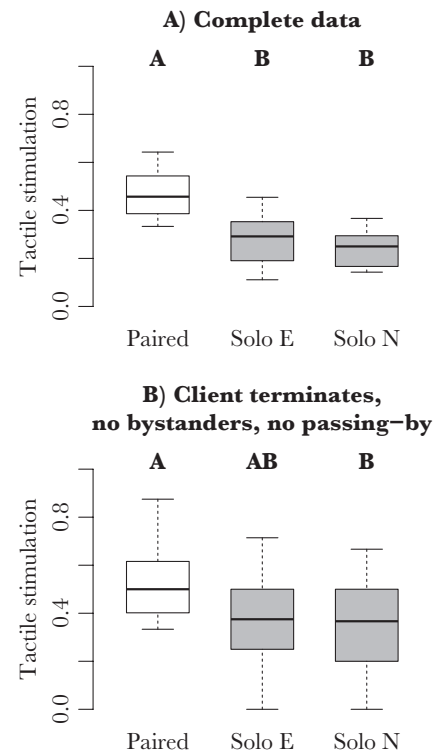 A) Complete data
A B B
Tactile stimulation
0.8
0.4
0.0
Paired Solo E Solo N
B) Client terminates,
no bystanders, no passing−by
A AB B
Tactile stimulation
0.8
0.4
0.0
Paired Solo E Solo N